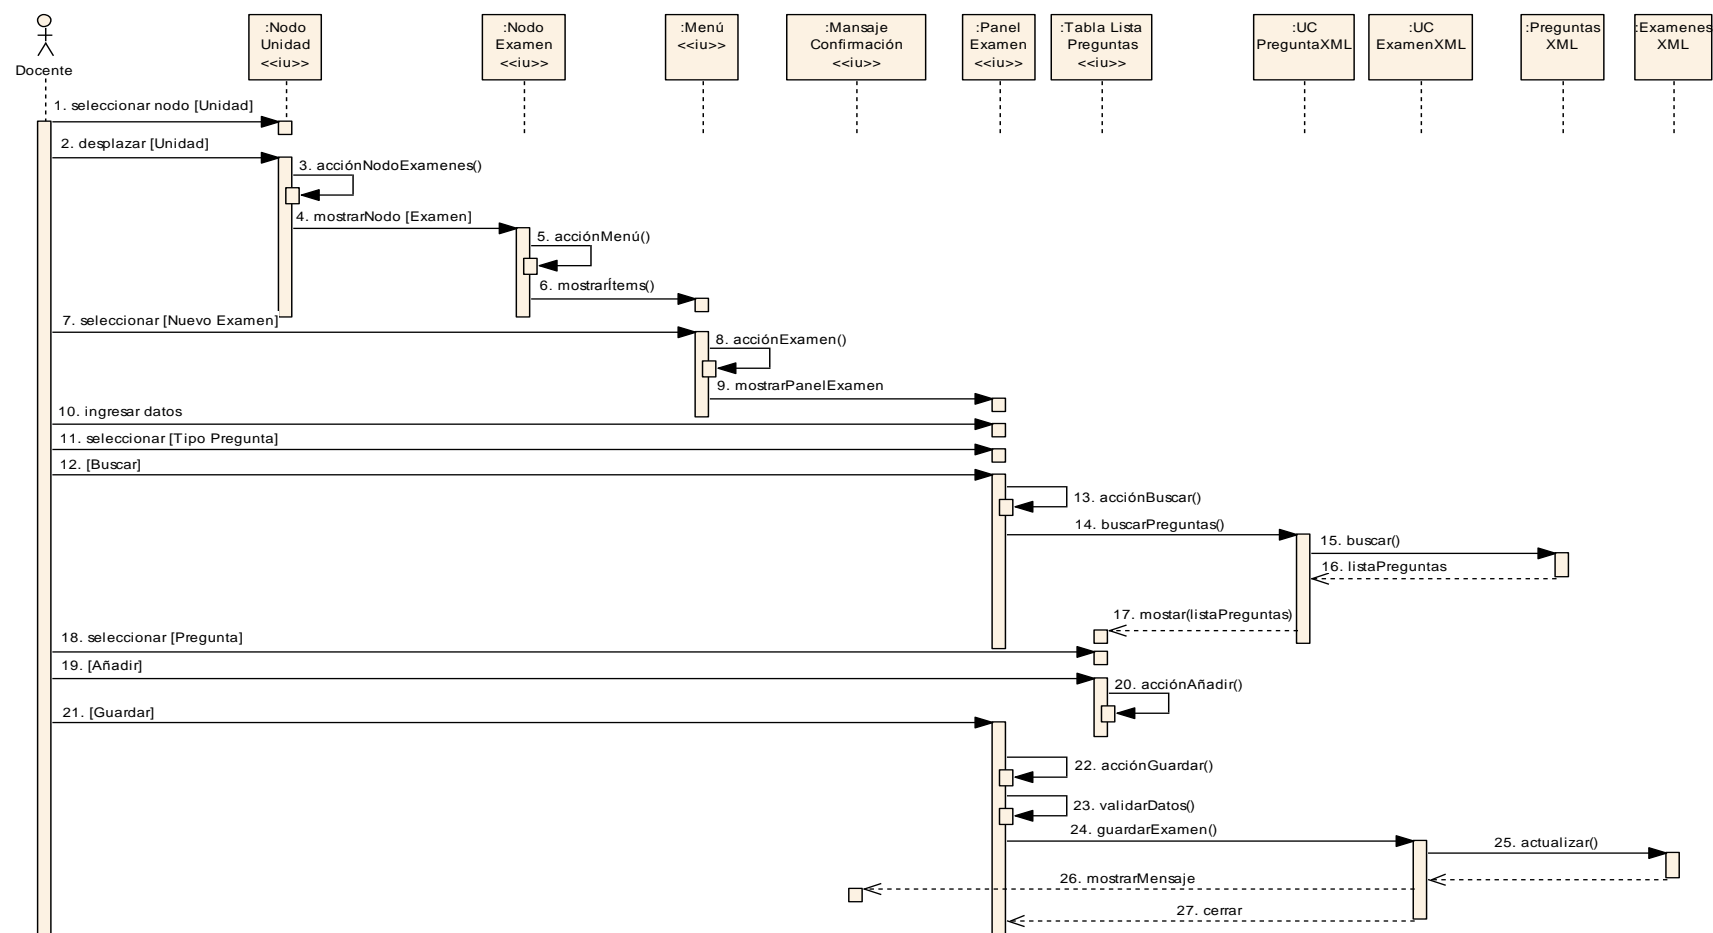 Docente
:Nodo
Unidad
<<iu>>
:Nodo
Examen
<<iu>>
:Menú
<<iu>>
:Mansaje
Confirmación
<<iu>>
:Panel
Examen
<<iu>>
:Tabla Lista
Preguntas
<<iu>>
:UC
PreguntaXML
:UC
ExamenXML
:Preguntas
XML
:Examenes
XML
1. seleccionar nodo [Unidad]
2. desplazar [Unidad]
3. acciónNodoExamenes()
4. mostrarNodo [Examen]
5. acciónMenú()
6. mostrarÍtems()
7. seleccionar [Nuevo Examen]
8. acciónExamen()
9. mostrarPanelExamen
10. ingresar datos
11. seleccionar [Tipo Pregunta]
12. [Buscar]
13. acciónBuscar()
14. buscarPreguntas()
15. buscar()
16. listaPreguntas
17. mostar(listaPreguntas)
18. seleccionar [Pregunta]
19. [Añadir]
20. acciónAñadir()
21. [Guardar]
22. acciónGuardar()
23. validarDatos()
24. guardarExamen()
25. actualizar()
26. mostrarMensaje
27. cerrar